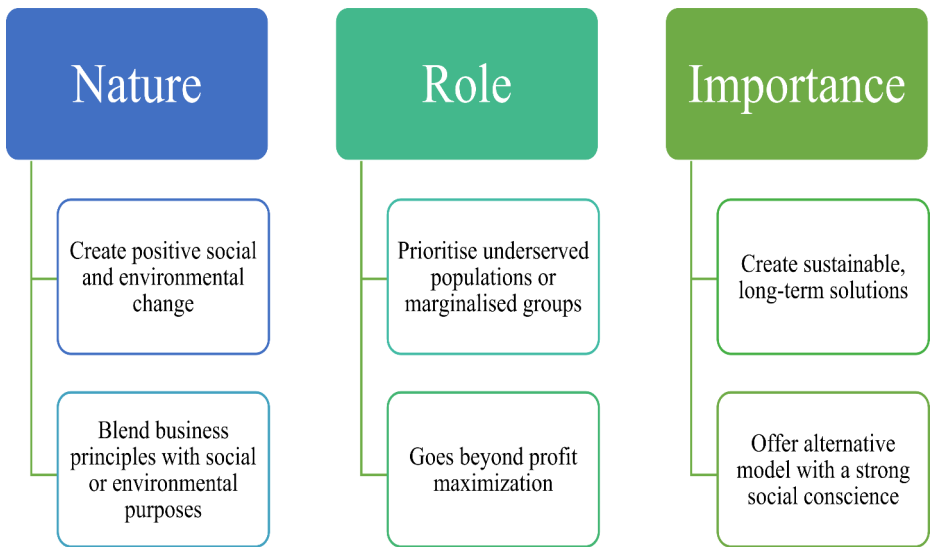 Nature
Create positive social
and environmental
change
Blend business
principles with social
or environmental
purposes
Role
Prioritise underserved
populations or
marginalised groups
Goes beyond profit
maximization
Importance
Create sustainable,
long-term solutions
Offer alternative
model with a strong
social conscience